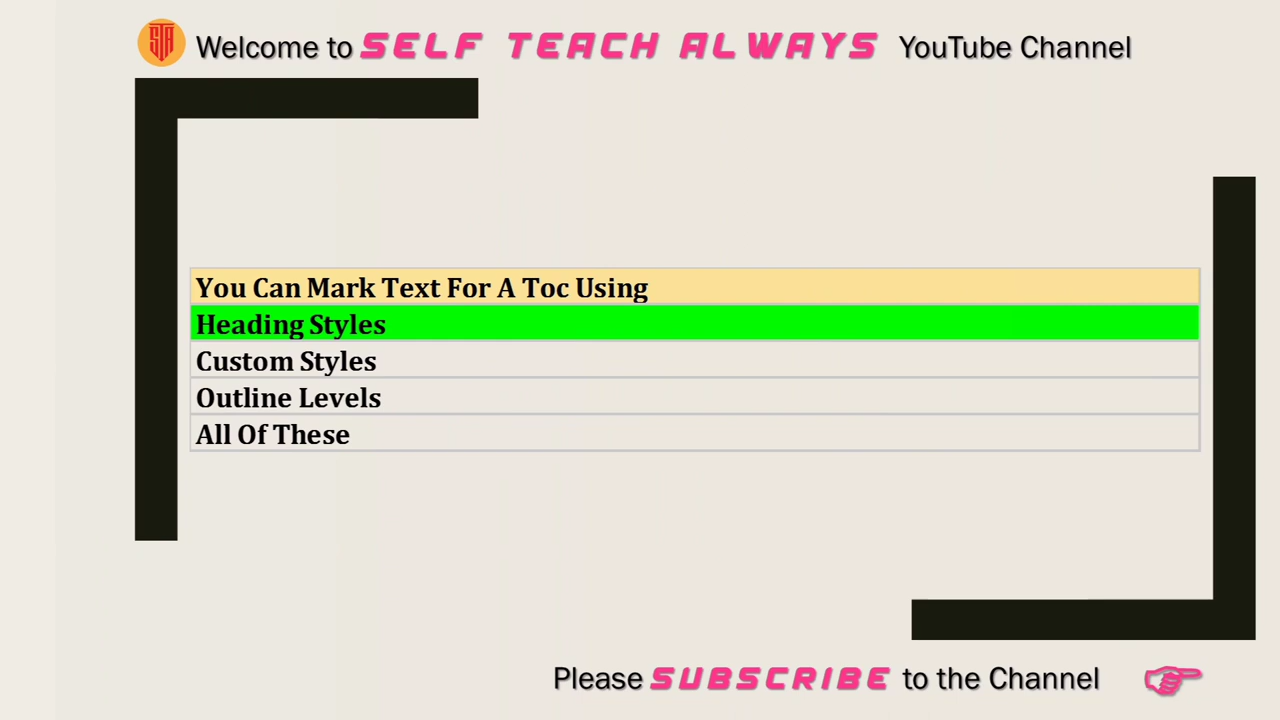 STA Welcome to SELF TEACH ALWAYS YouTube Channel
You Can Mark Text For A Toc Using
Heading Styles
Custom Styles
Outline Levels
All Of These
Please SUBSCRIBE to the Channel